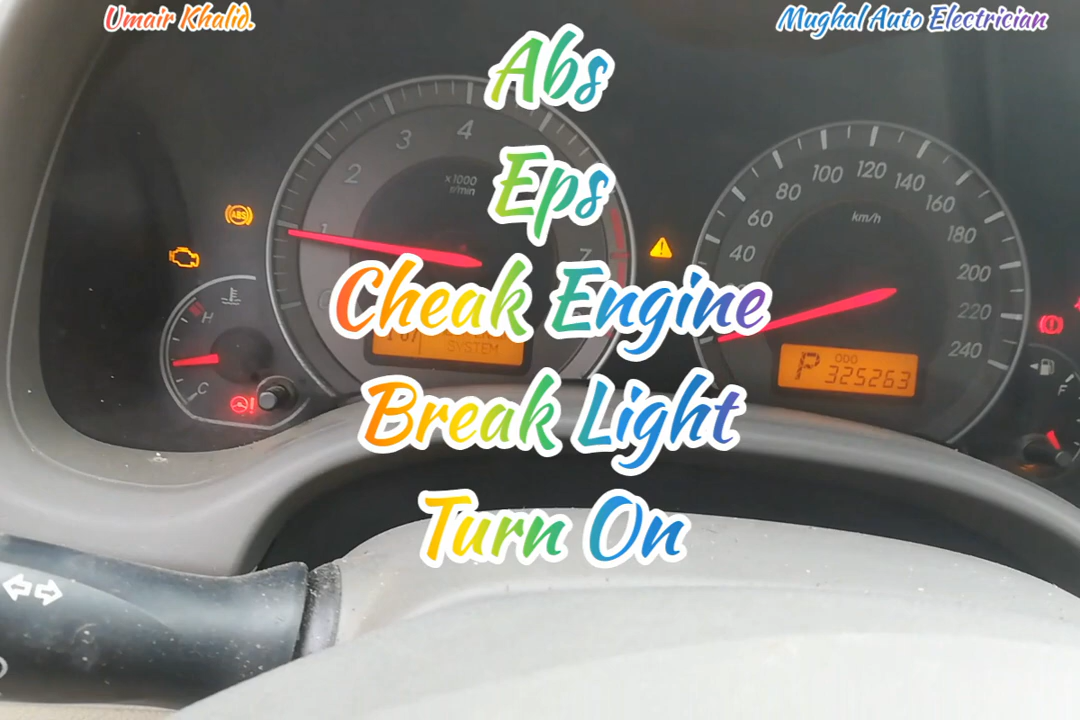 Umair Khalid.
Mughal Auto Electrician
Abs
Eps
Cheak Engine
Break Light
Turn On
ABS
1
2
3
4
7
x1000
r/min
SYSTEM
H
C
40
60
80
100
120
140
160
180
200
220
240
km/h
P
ODO
325263
F